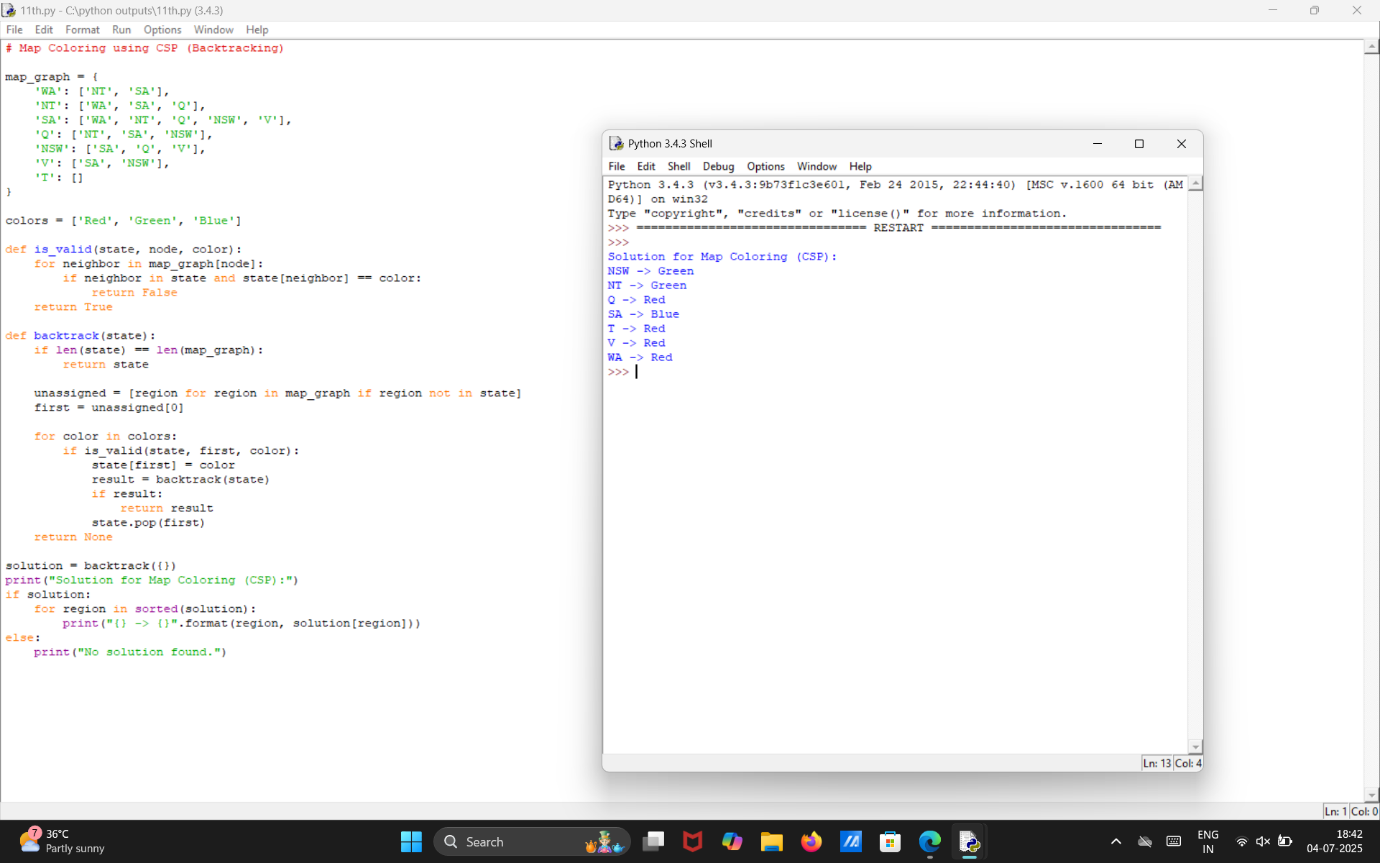 11th.py - C:\python outputs\11th.py (3.4.3)
File Edit Format Run Options Window Help
# Map Coloring using CSP (Backtracking)
map_graph = {
    'WA': ['NT', 'SA'],
    'NT': ['WA', 'SA', 'Q'],
    'SA': ['WA', 'NT', 'Q', 'NSW', 'V'],
    'Q': ['NT', 'SA', 'NSW'],
    'NSW': ['SA', 'Q', 'V'],
    'V': ['SA', 'NSW'],
    'T': []
}
colors = ['Red', 'Green', 'Blue']
def is_valid(state, node, color):
    for neighbor in map_graph[node]:
        if neighbor in state and state[neighbor] == color:
            return False
    return True
def backtrack(state):
    if len(state) == len(map_graph):
        return state
    unassigned = [region for region in map_graph if region not in state]
    first = unassigned[0]
    for color in colors:
        if is_valid(state, first, color):
            state[first] = color
            result = backtrack(state)
            if result:
                return result
            state.pop(first)
    return None
solution = backtrack({})
print("Solution for Map Coloring (CSP):")
if solution:
    for region in sorted(solution):
        print("{} -> {}".format(region, solution[region]))
else:
    print("No solution found.")
Python 3.4.3 Shell
File Edit Shell Debug Options Window Help
Python 3.4.3 (v3.4.3:9b73f1c3e601, Feb 24 2015, 22:44:40) [MSC v.1600 64 bit (AM
D64)] on win32
Type "copyright", "credits" or "license()" for more information.
>>> ================================ RESTART ================================
>>>
Solution for Map Coloring (CSP):
NSW -> Green
NT -> Green
Q -> Red
SA -> Blue
T -> Red
V -> Red
WA -> Red
>>>
Ln: 13 Col: 4
Ln: 1 Col: 0
7
36°C
Partly sunny
Search
ENG
IN
18:42
04-07-2025